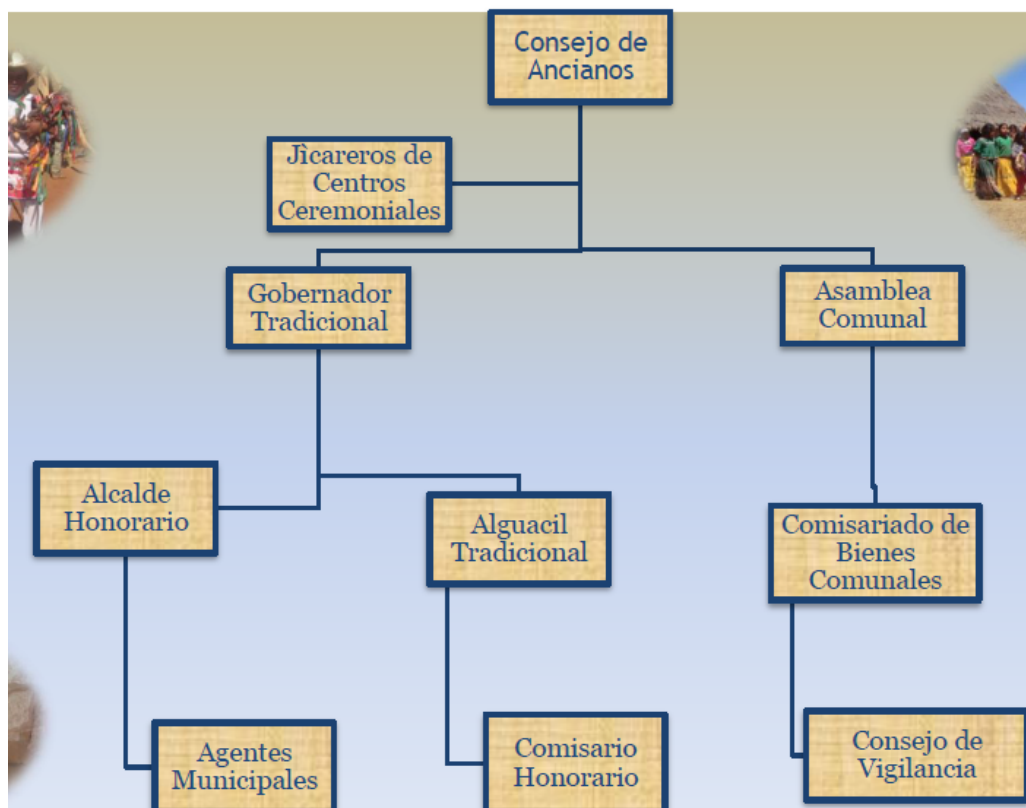 Consejo de
Ancianos
Jìcareros de
Centros
Ceremoniales
Gobernador
Tradicional
Asamblea
Comunal
Alcalde
Honorario
Alguacil
Tradicional
Comisariado de
Bienes
Comunales
Agentes
Municipales
Comisario
Honorario
Consejo de
Vigilancia